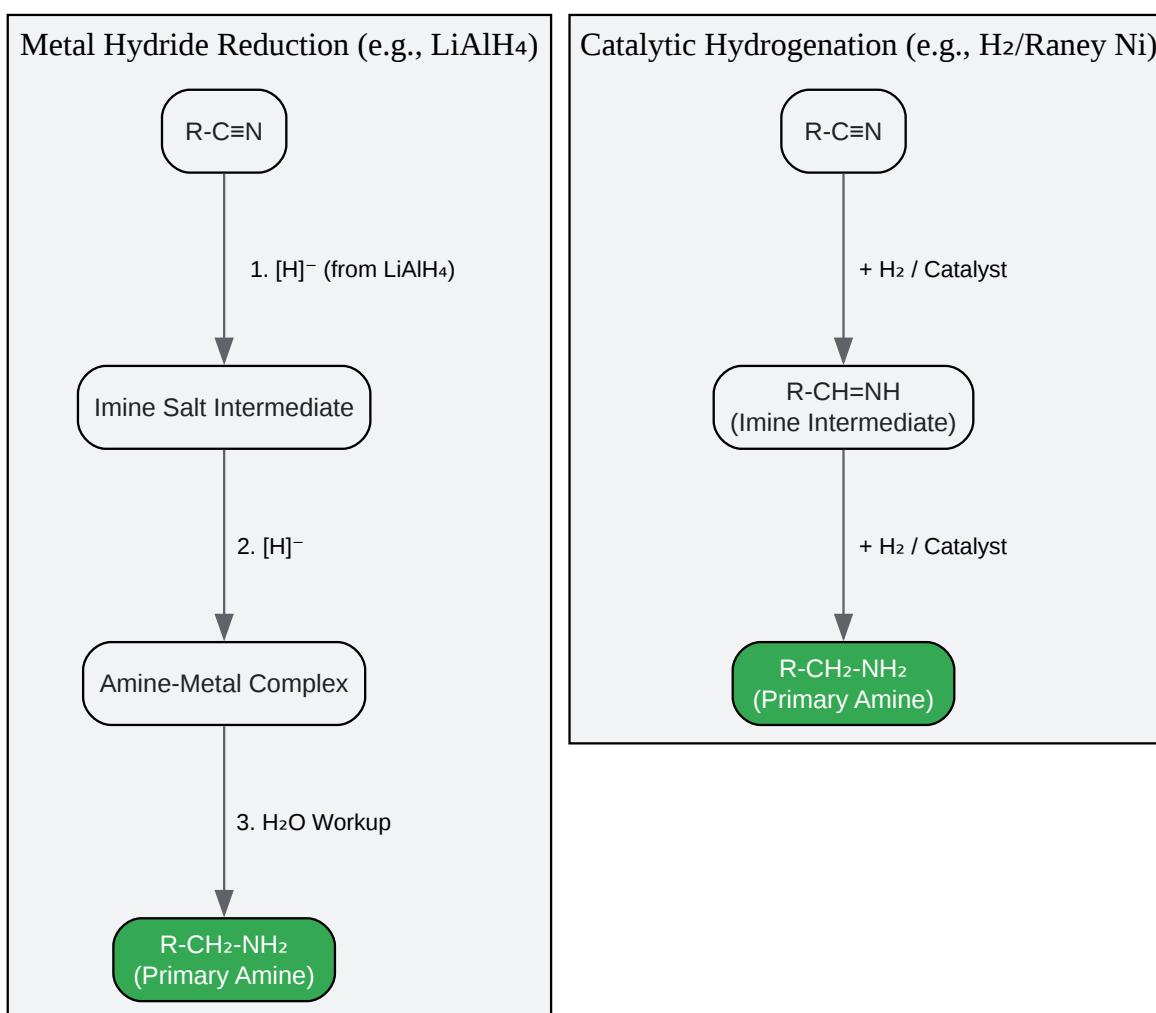 Metal Hydride Reduction (e.g., LiAlH₄)
R-C≡N
1. [H]⁻ (from LiAlH₄)
Imine Salt Intermediate
2. [H]⁻
Amine-Metal Complex
3. H₂O Workup
R-CH₂-NH₂
(Primary Amine)
Catalytic Hydrogenation (e.g., H₂/Raney Ni)
R-C≡N
+ H₂ / Catalyst
R-CH=NH
(Imine Intermediate)
+ H₂ / Catalyst
R-CH₂-NH₂
(Primary Amine)